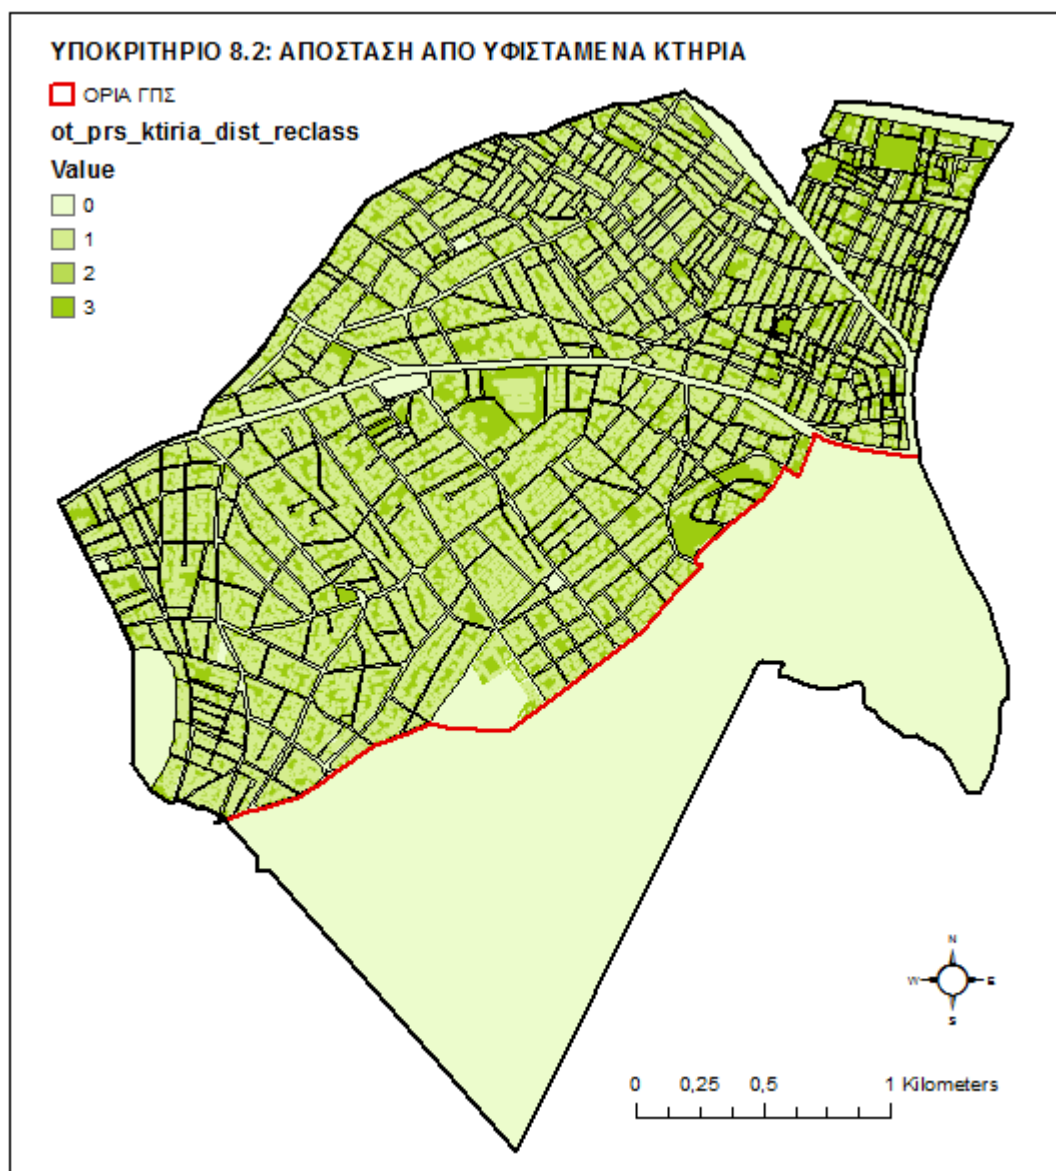 ΥΠΟΚΡΙΤΗΡΙΟ 8.2: ΑΠΟΣΤΑΣΗ ΑΠΟ ΥΦΙΣΤΑΜΕΝΑ ΚΤΗΡΙΑ
ΟΡΙΑ ΓΠΣ
ot_prs_ktiria_dist_reclass
Value
0
1
2
3
N
W E
S
0 0,25 0,5 1 Kilometers